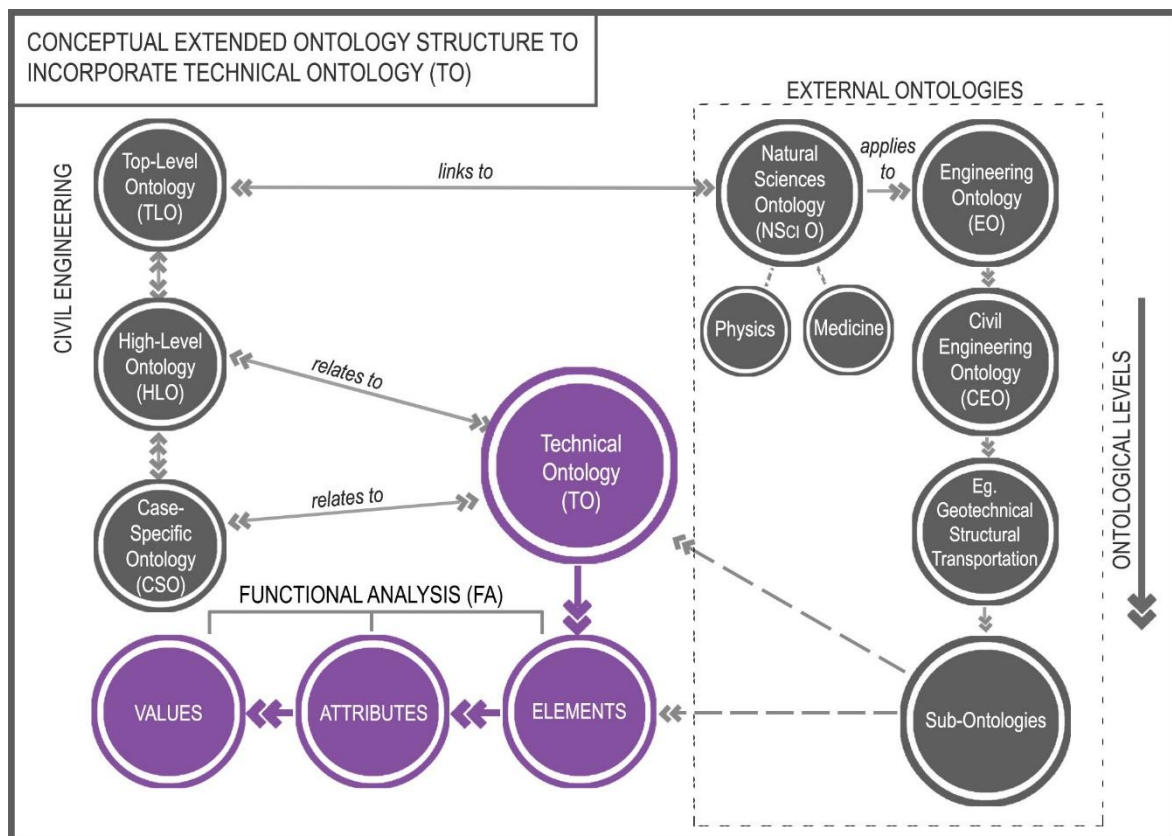 CONCEPTUAL EXTENDED ONTOLOGY STRUCTURE TO
INCORPORATE TECHNICAL ONTOLOGY (TO)
EXTERNAL ONTOLOGIES
CIVIL ENGINEERING
Top-Level
Ontology
(TLO)
links to
Natural
Sciences
Ontology
(NSCI O)
applies
to
Engineering
Ontology
(EO)
Physics
Medicine
High-Level
Ontology
(HLO)
relates to
Civil
Engineering
Ontology
(CEO)
ONTOLOGICAL LEVELS
Technical
Ontology
(TO)
Case-
Specific
Ontology
(CSO)
relates to
Eg.
Geotechnical
Structural
Transportation
FUNCTIONAL ANALYSIS (FA)
VALUES
ATTRIBUTES
ELEMENTS
Sub-Ontologies